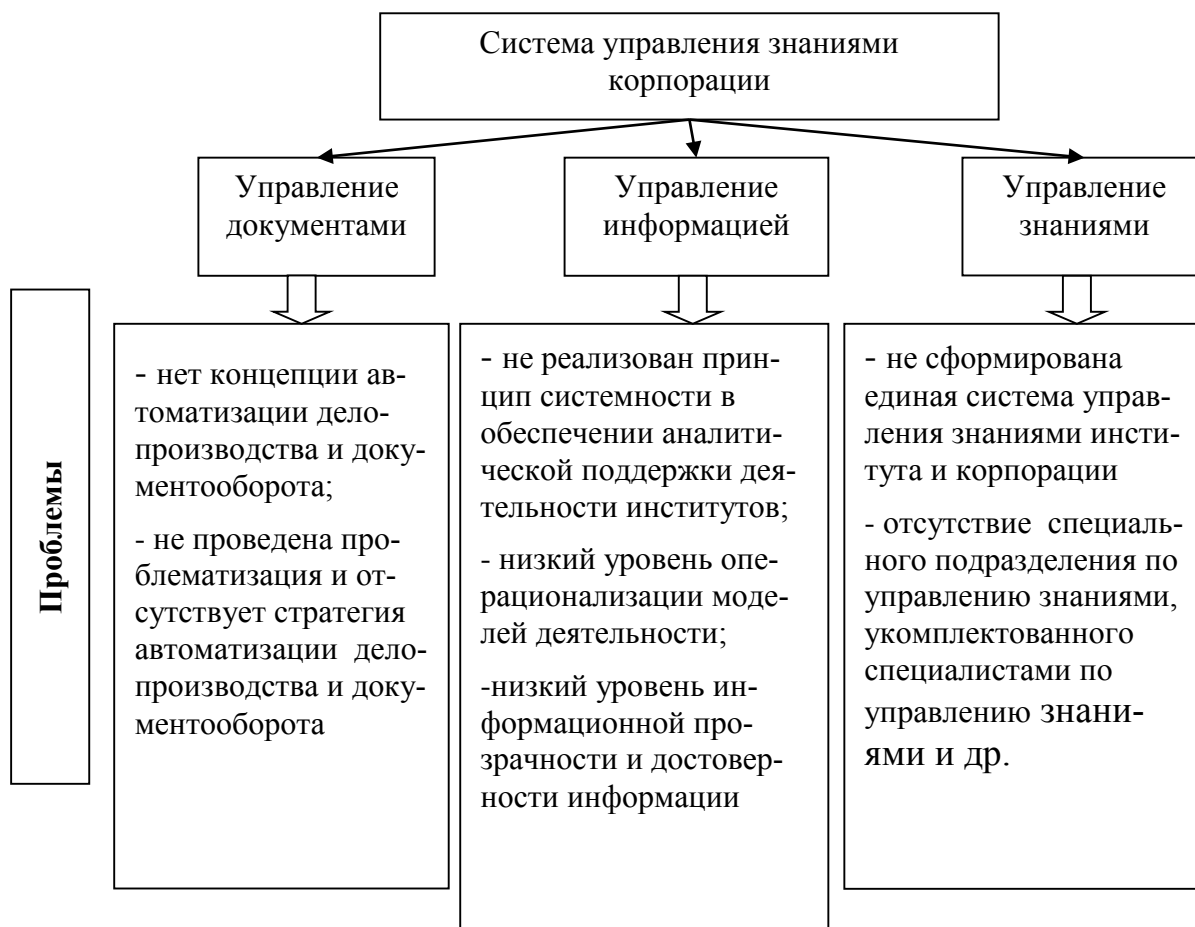 Система управления знаниями
корпорации
Управление
документами
Управление
информацией
Управление
знаниями
Проблемы
- нет концепции ав-
томатизации дело-
производства и доку-
ментооборота;
- не проведена про-
блематизация и от-
сутствует стратегия
автоматизации дело-
производства и доку-
ментооборота
- не реализован прин-
цип системности в
обеспечении аналити-
ческой поддержки дея-
тельности институтов;
- низкий уровень опе-
рационализации моде-
лей деятельности;
-низкий уровень ин-
формационной про-
зрачности и достовер-
ности информации
- не сформирована
единая система управ-
ления знаниями инсти-
тута и корпорации
- отсутствие специаль-
ного подразделения по
управлению знаниями,
укомплектованного
специалистами по
управлению знани-
ями и др.